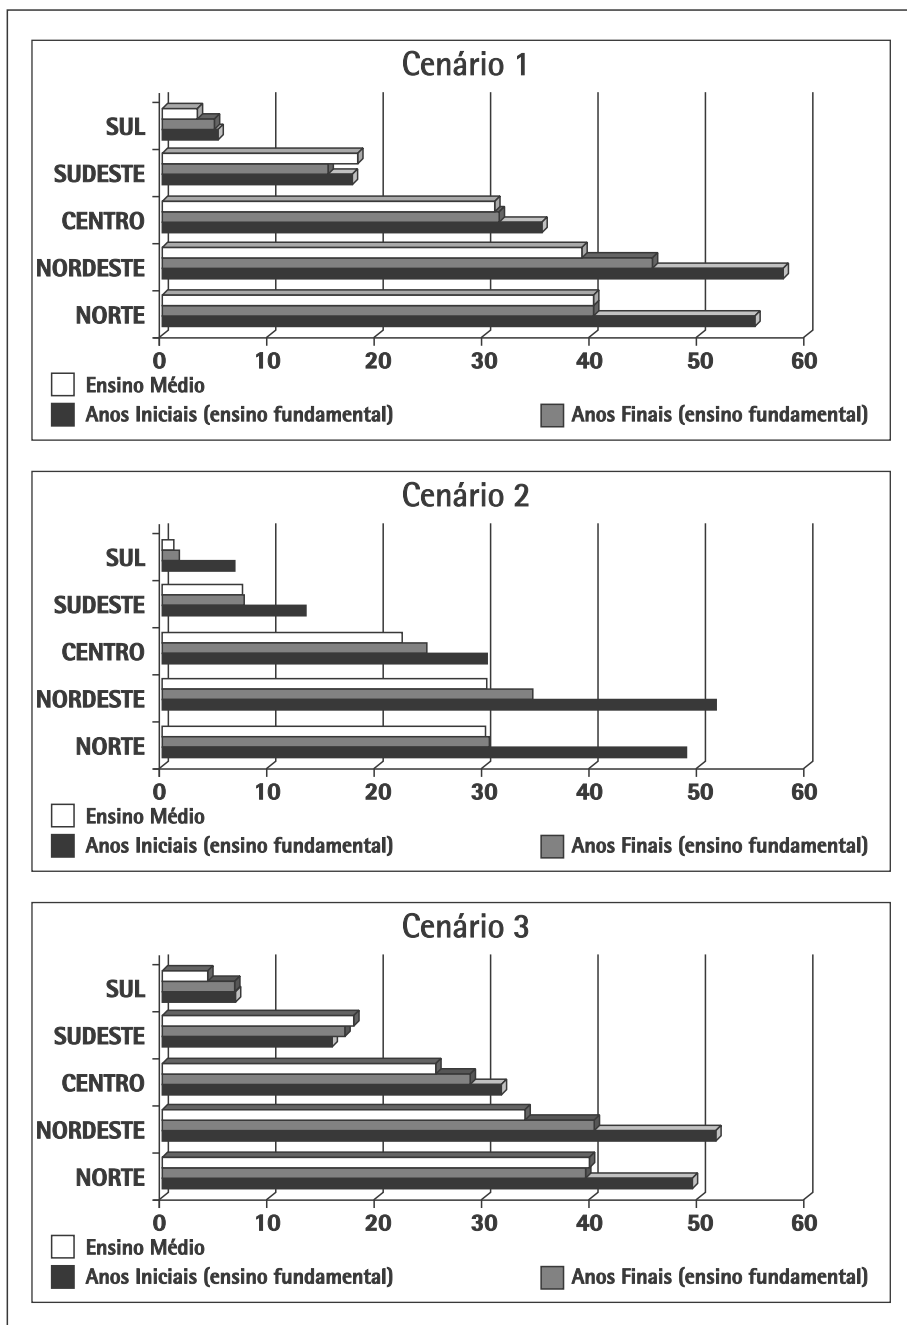 Cenário 1
SUL
SUDESTE
CENTRO
NORDESTE
NORTE
0 10 20 30 40 50 60
Ensino Médio
Anos Iniciais (ensino fundamental) Anos Finais (ensino fundamental)
Cenário 2
SUL
SUDESTE
CENTRO
NORDESTE
NORTE
0 10 20 30 40 50 60
Ensino Médio
Anos Iniciais (ensino fundamental) Anos Finais (ensino fundamental)
Cenário 3
SUL
SUDESTE
CENTRO
NORDESTE
NORTE
0 10 20 30 40 50 60
Ensino Médio
Anos Iniciais (ensino fundamental) Anos Finais (ensino fundamental)